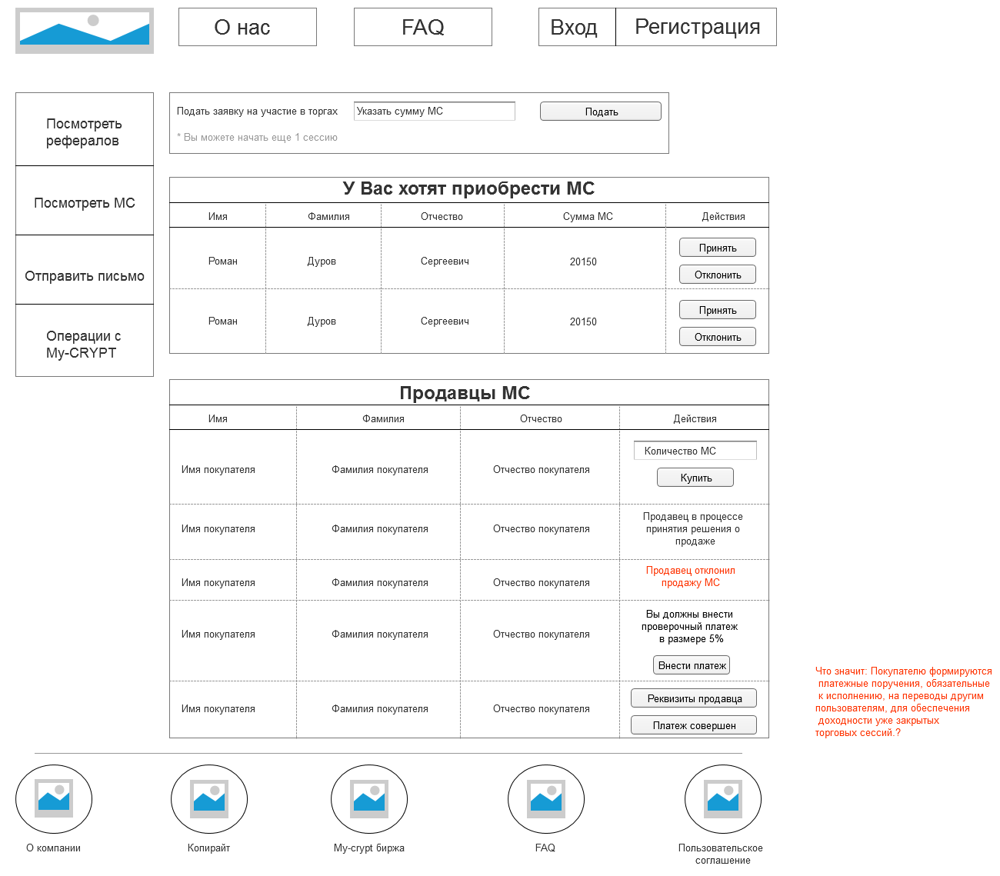 О нас
FAQ
Вход
Регистрация
Посмотреть
рефералов
Посмотреть МС
Отправить письмо
Операции с
My-CRYPT
Подать заявку на участие в торгах
Указать сумму МС
Подать
* Вы можете начать еще 1 сессию
У Вас хотят приобрести МС
Имя
Фамилия
Отчество
Сумма МС
Действия
Роман
Дуров
Сергеевич
20150
Принять
Отклонить
Роман
Дуров
Сергеевич
20150
Принять
Отклонить
Продавцы МС
Имя
Фамилия
Отчество
Действия
Имя покупателя
Фамилия покупателя
Отчество покупателя
Количество МС
Купить
Имя покупателя
Фамилия покупателя
Отчество покупателя
Продавец в процессе
принятия решения о
продаже
Имя покупателя
Фамилия покупателя
Отчество покупателя
Продавец отклонил
продажу МС
Имя покупателя
Фамилия покупателя
Отчество покупателя
Вы должны внести
проверочный платеж
в размере 5%
Внести платеж
Имя покупателя
Фамилия покупателя
Отчество покупателя
Реквизиты продавца
Платеж совершен
Что значит: Покупателю формируются
платежные поручения, обязательные
к исполнению, на переводы другим
пользователям, для обеспечения
доходности уже закрытых
торговых сессий.?
О компании
Копирайт
My-crypt биржа
FAQ
Пользовательское
соглашение